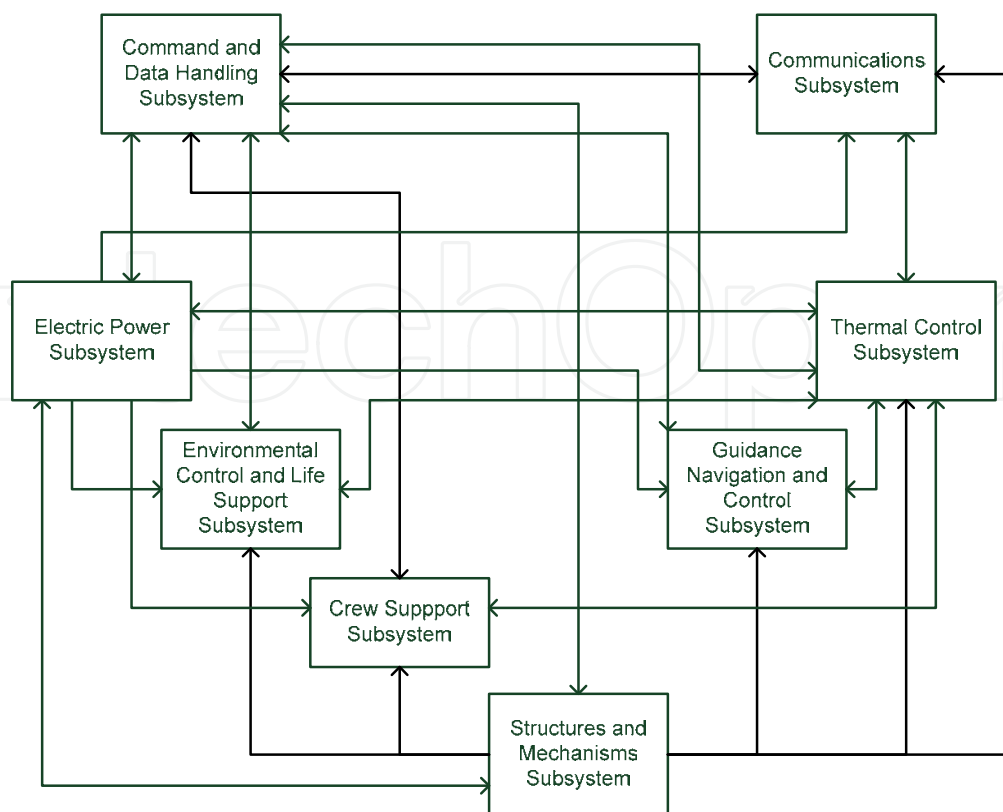 Command and
Data Handling
Subsystem
Communications
Subsystem
Electric Power
Subsystem
Thermal Control
Subsystem
Environmental
Control and Life
Support
Subsystem
Guidance
Navigation and
Control
Subsystem
Crew Suppport
Subsystem
Structures and
Mechanisms
Subsystem